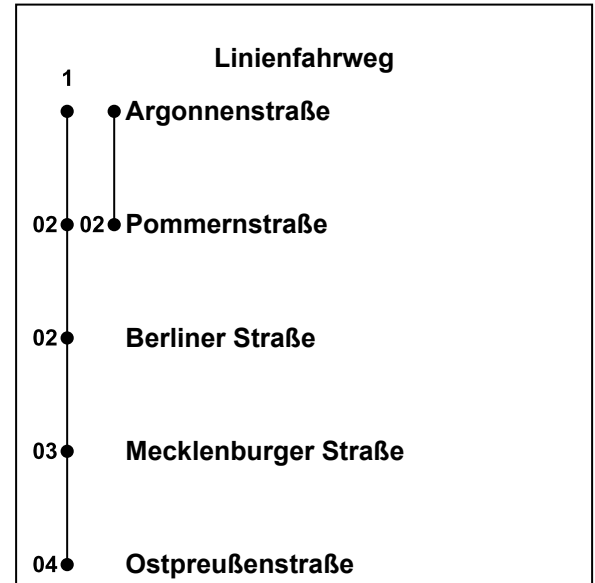 Linienfahrweg
1
Argonnenstraße
02 02 Pommernstraße
02 Berliner Straße
03 Mecklenburger Straße
04 Ostpreußenstraße